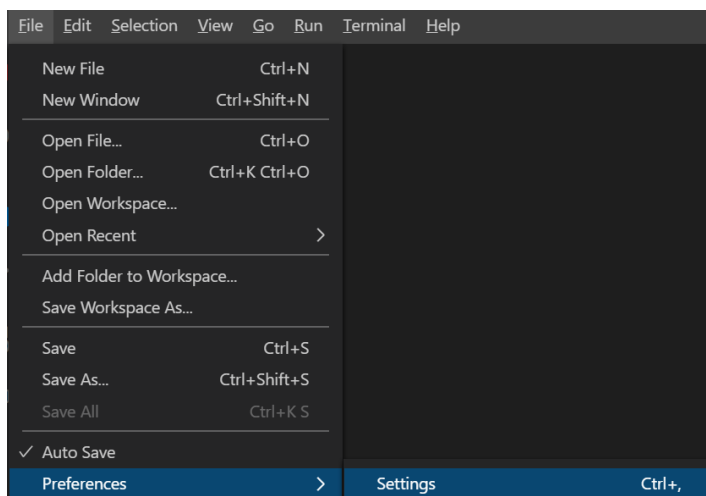 File Edit Selection View Go Run Terminal Help
New File Ctrl+N
New Window Ctrl+Shift+N
Open File... Ctrl+O
Open Folder... Ctrl+K Ctrl+O
Open Workspace...
Open Recent
Add Folder to Workspace...
Save Workspace As...
Save Ctrl+S
Save As... Ctrl+Shift+S
Save All Ctrl+K S
Auto Save
Preferences Settings Ctrl+,